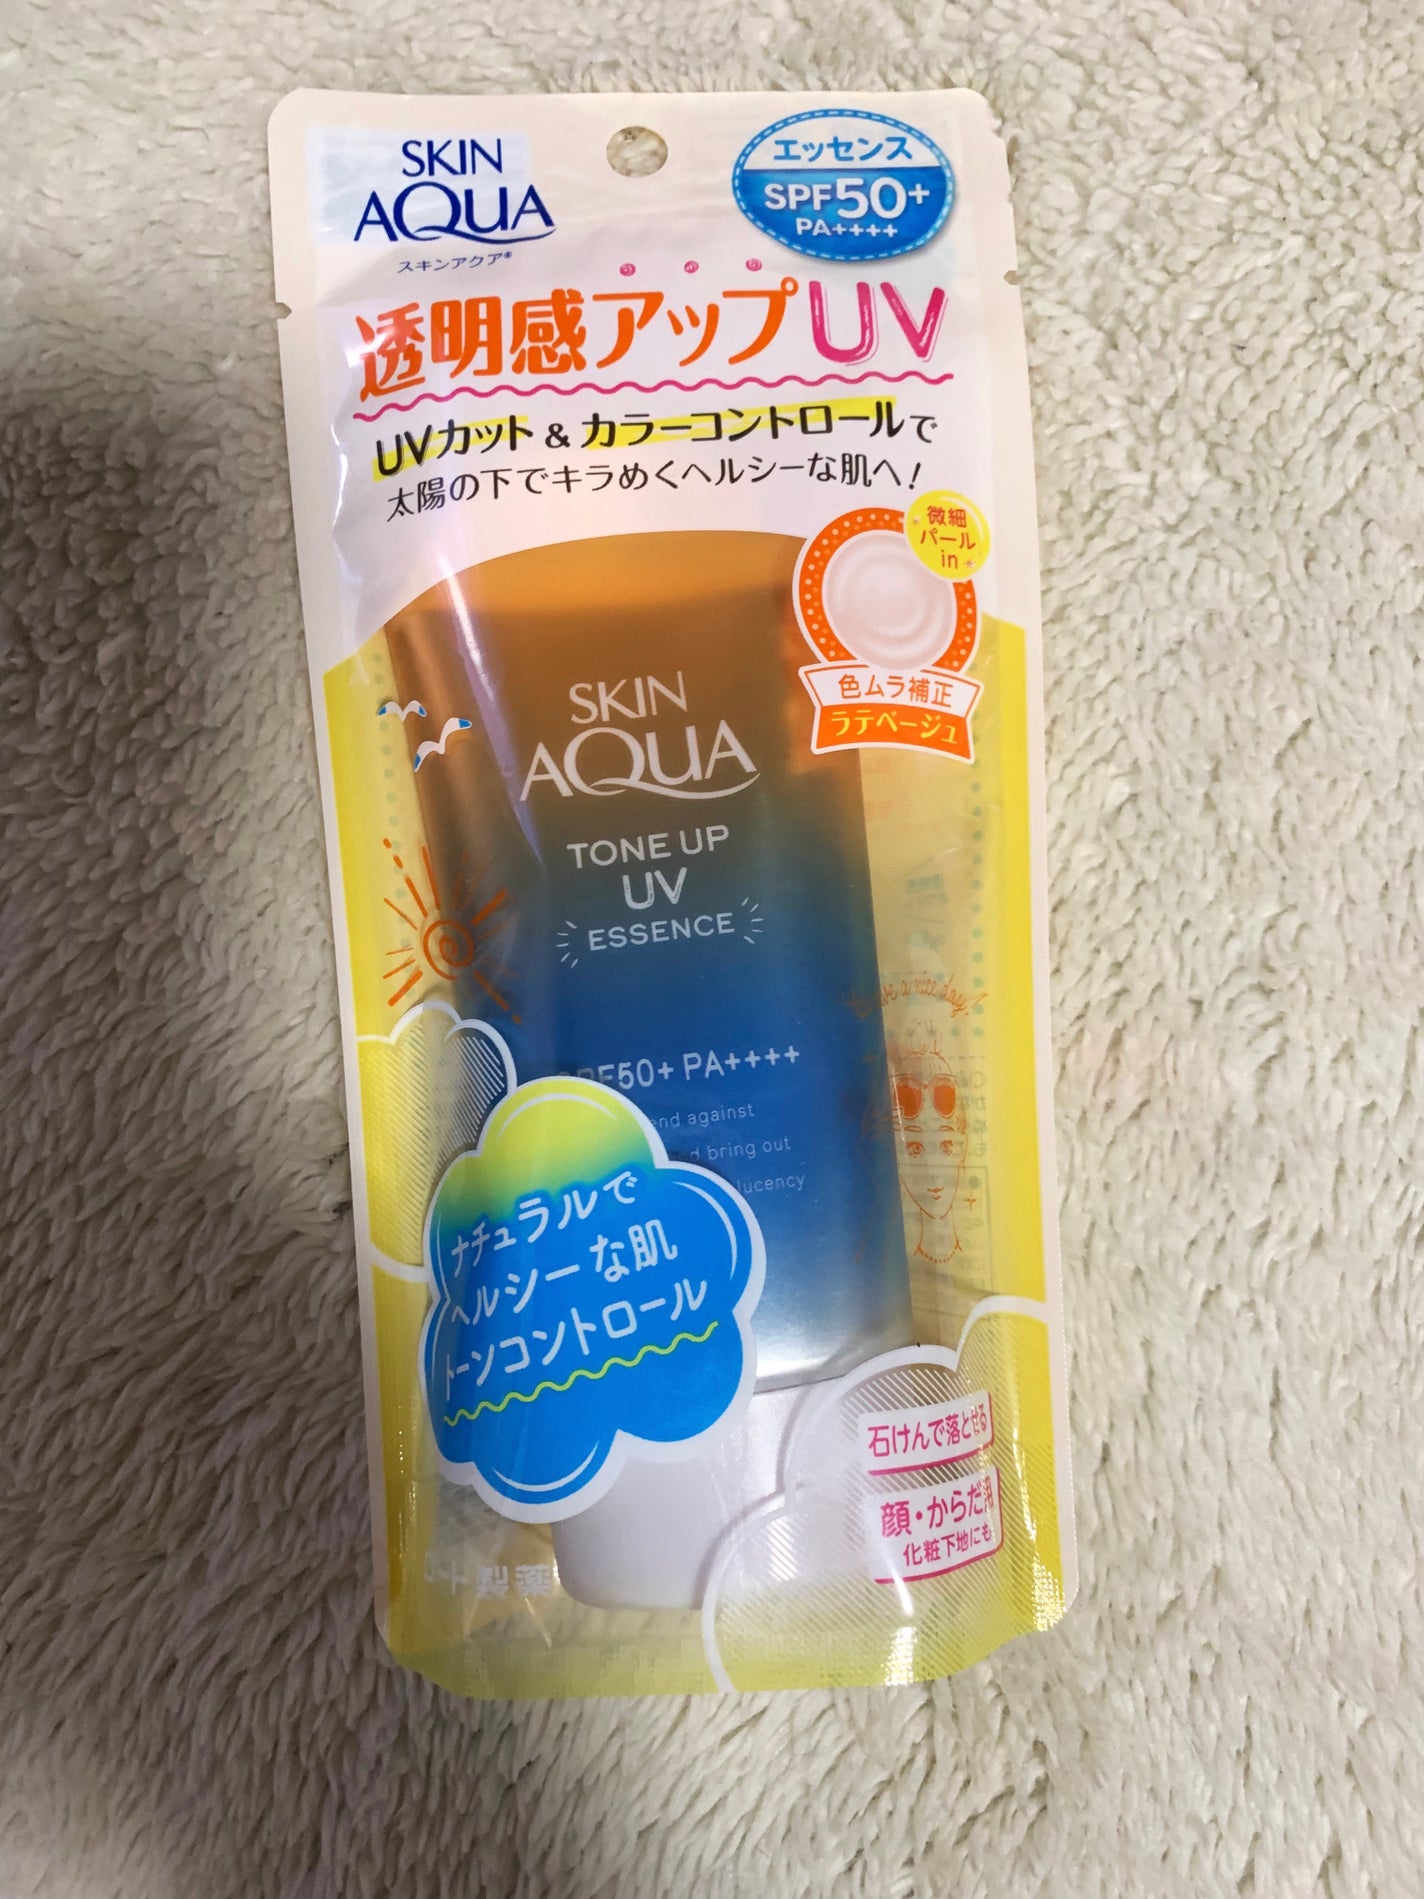 SKIN
AQUA
スキンアクア®
エッセンス
SPF50+
PA++++
透明感アップUV
UVカット&カラーコントロールで
太陽の下でキラめくヘルシーな肌へ!
微細
パール
in
色ムラ補正
ラテベージュ
SKIN
AQUA
TONE UP
UV
ESSENCE
SPF50+ PA++++
against
bring out
a nice day!
ナチュラルで
ヘルシーな肌
トーンコントロール
石けんで落とせる
顔・からだ用
化粧下地にも
製薬